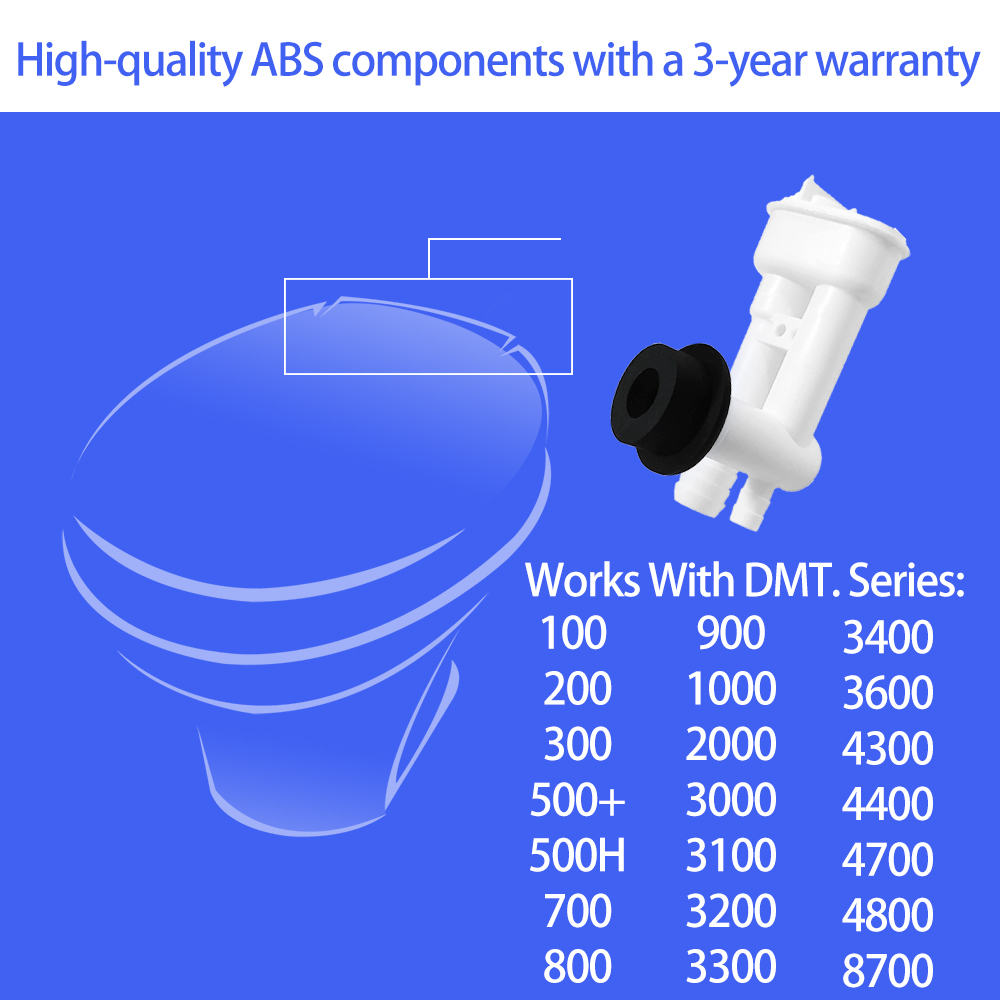 High-quality ABS components with a 3-year warranty
Works With DMT. Series:
100 900 3400
200 1000 3600
300 2000 4300
500+ 3000 4400
500H 3100 4700
700 3200 4800
800 3300 8700